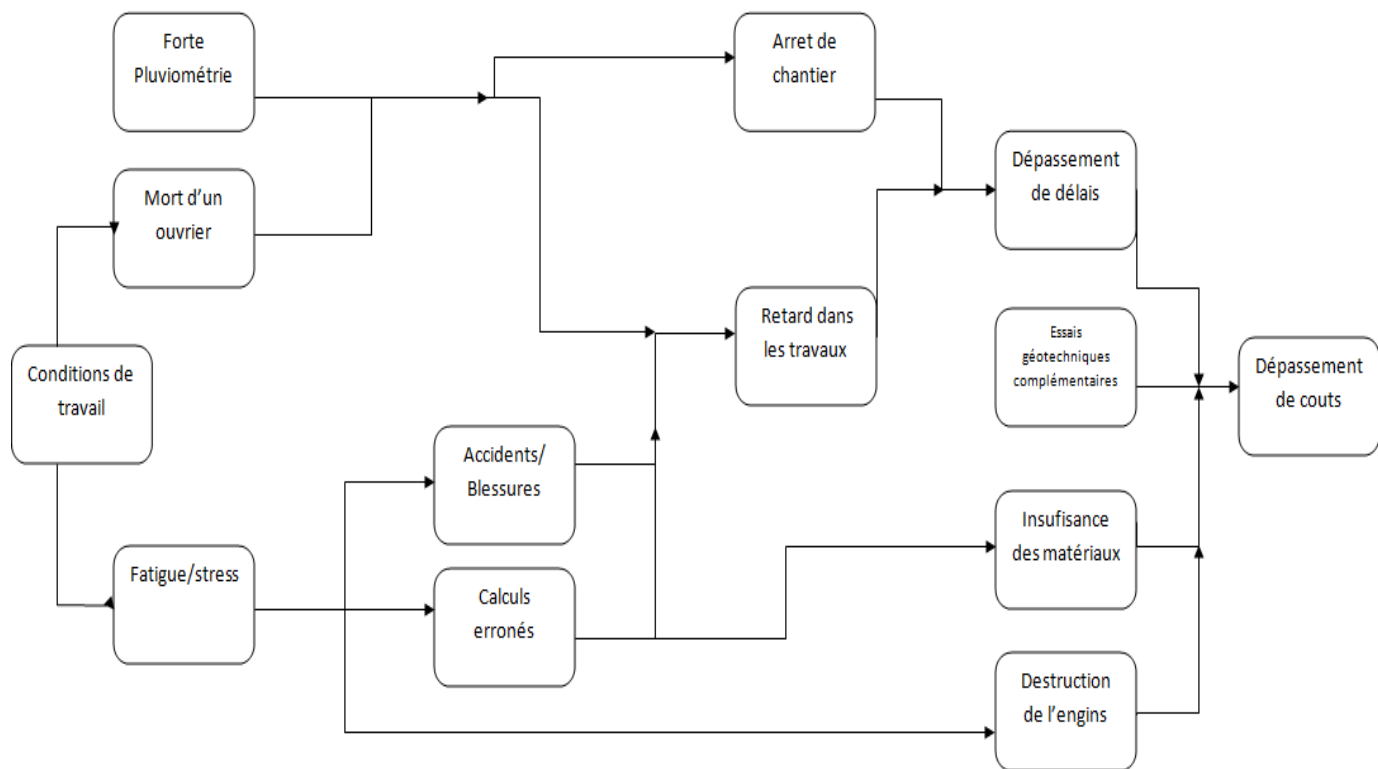 Forte
Pluviométrie
Arret de
chantier
Mort d’un
ouvrier
Dépassement
de délais
Conditions de
travail
Retard dans
les travaux
Essais
géotechniques
complémentaires
Dépassement
de couts
Accidents/
Blessures
Insufisance
des matériaux
Fatigue/stress
Calculs
erronés
Destruction
de l’engins